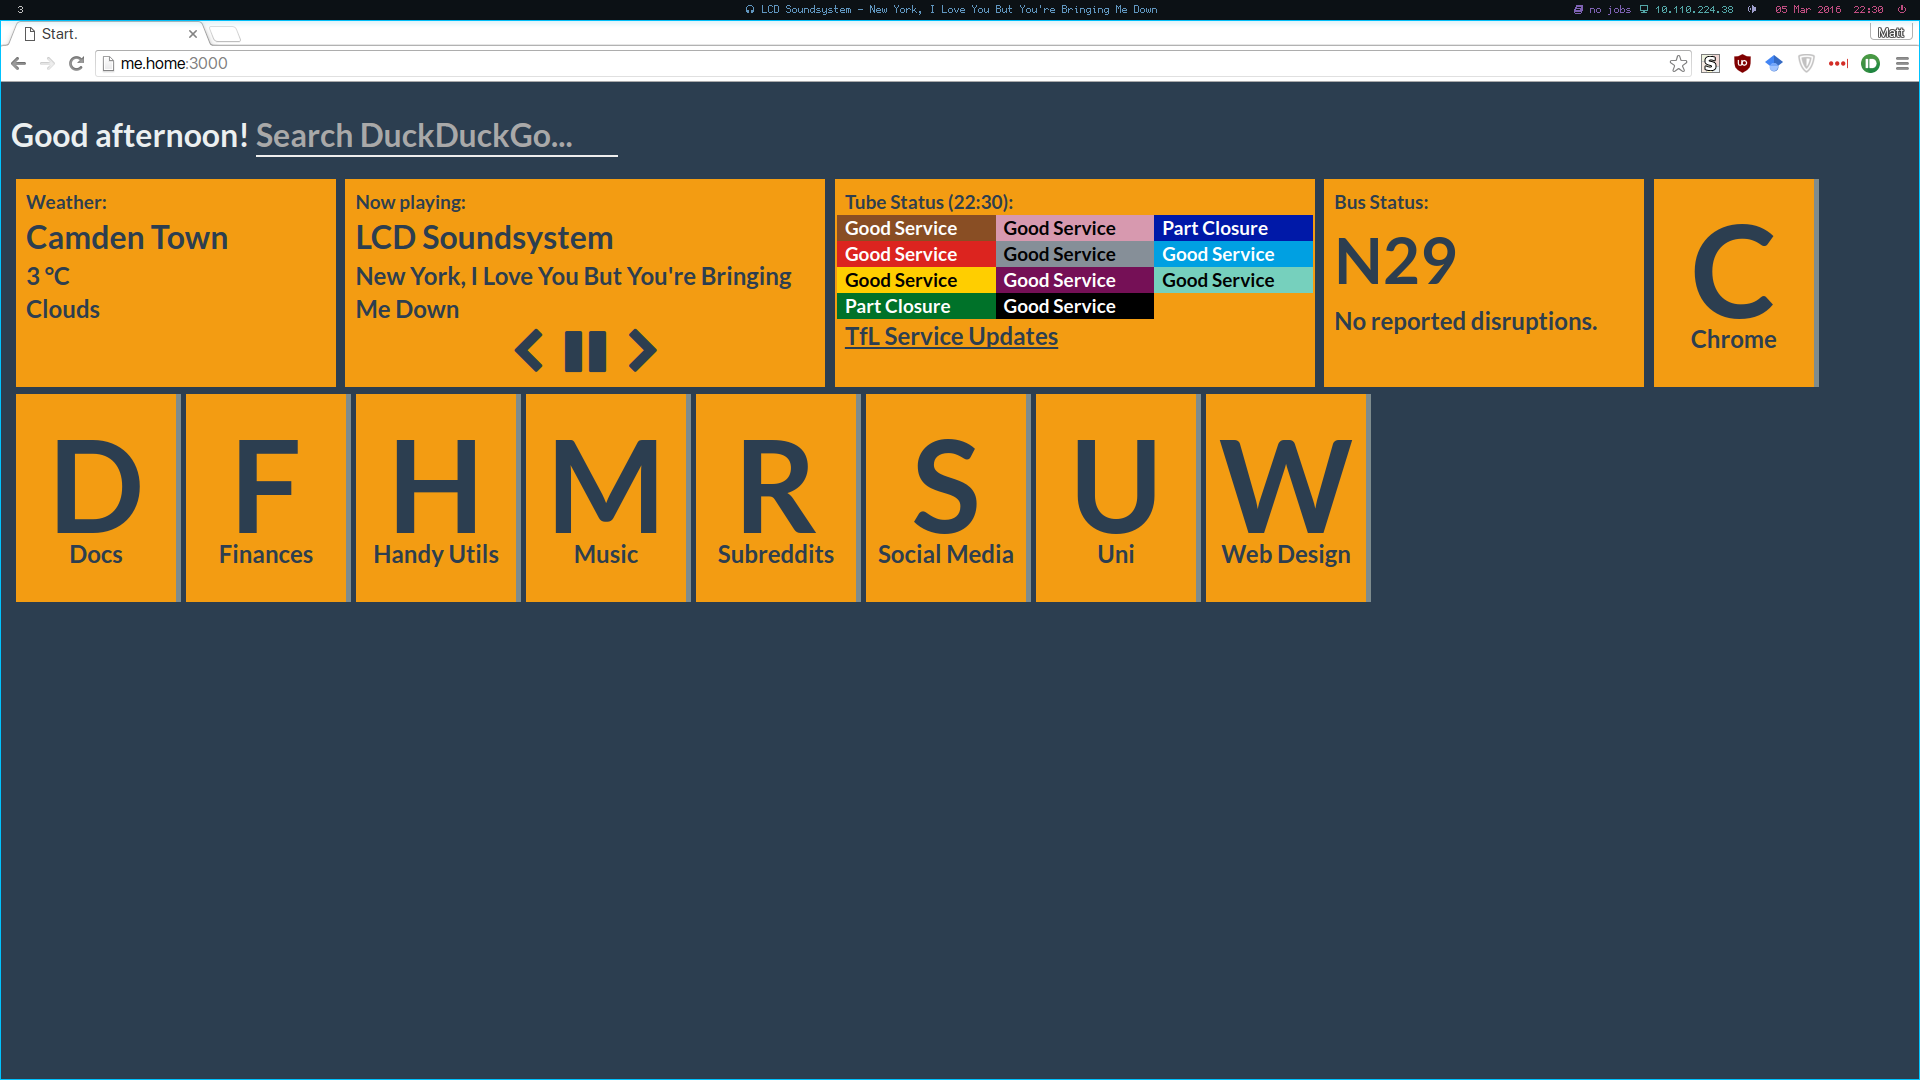 3
LCD Soundsystem - New York, I Love You But You're Bringing Me Down
no jobs 10.110.224.38 05 Mar 2016 22:30
Start.
Matt
me.home:3000
Good afternoon! Search DuckDuckGo...
Weather:
Camden Town
3 °C
Clouds
Now playing:
LCD Soundsystem
New York, I Love You But You're Bringing
Me Down
Tube Status (22:30):
Good Service Good Service Part Closure
Good Service Good Service Good Service
Good Service Good Service Good Service
Part Closure Good Service
TfL Service Updates
Bus Status:
N29
No reported disruptions.
C
Chrome
D
Docs
F
Finances
H
Handy Utils
M
Music
R
Subreddits
S
Social Media
U
Uni
W
Web Design